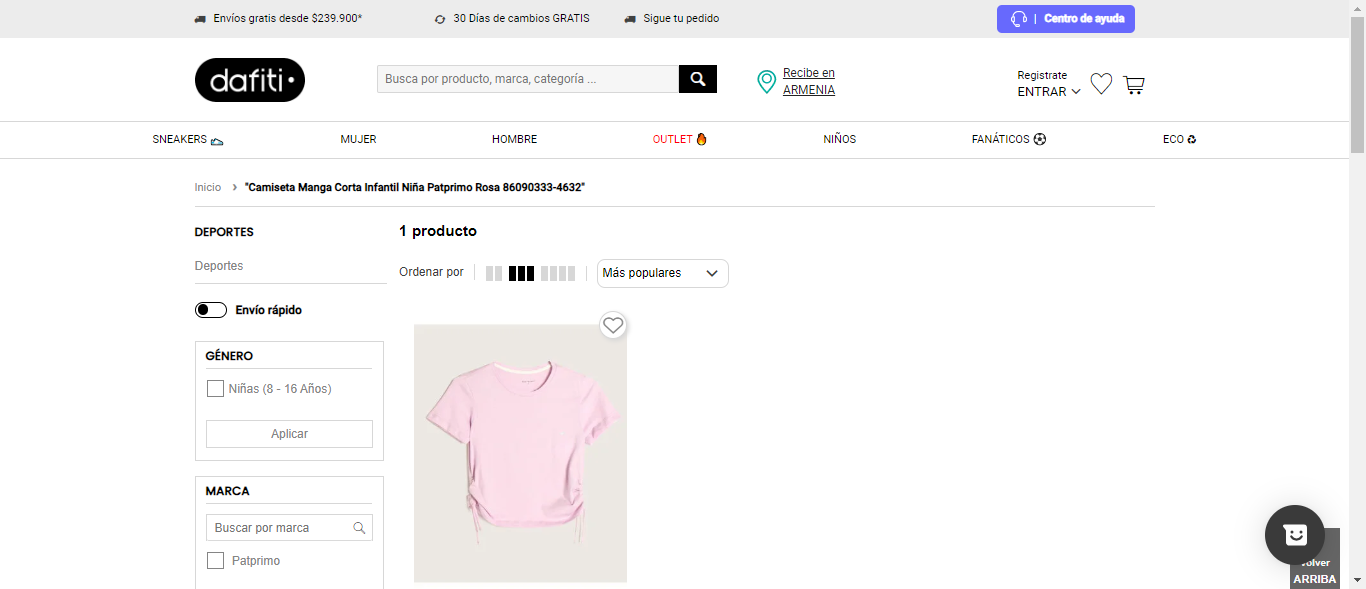 Envíos gratis desde $239.900*
30 Días de cambios GRATIS
Sigue tu pedido
| Centro de ayuda
dafiti
Busca por producto, marca, categoría ...
Recibe en
ARMENIA
Registrate
ENTRAR
SNEAKERS
MUJER
HOMBRE
OUTLET
NIÑOS
FANÁTICOS
ECO
Inicio > "Camiseta Manga Corta Infantil Niña Patprimo Rosa 86090333-4632"
DEPORTES
Deportes
Envío rápido
GÉNERO
Niñas (8 - 16 Años)
Aplicar
MARCA
Buscar por marca
Patprimo
1 producto
Ordenar por
Más populares
Volver
ARRIBA